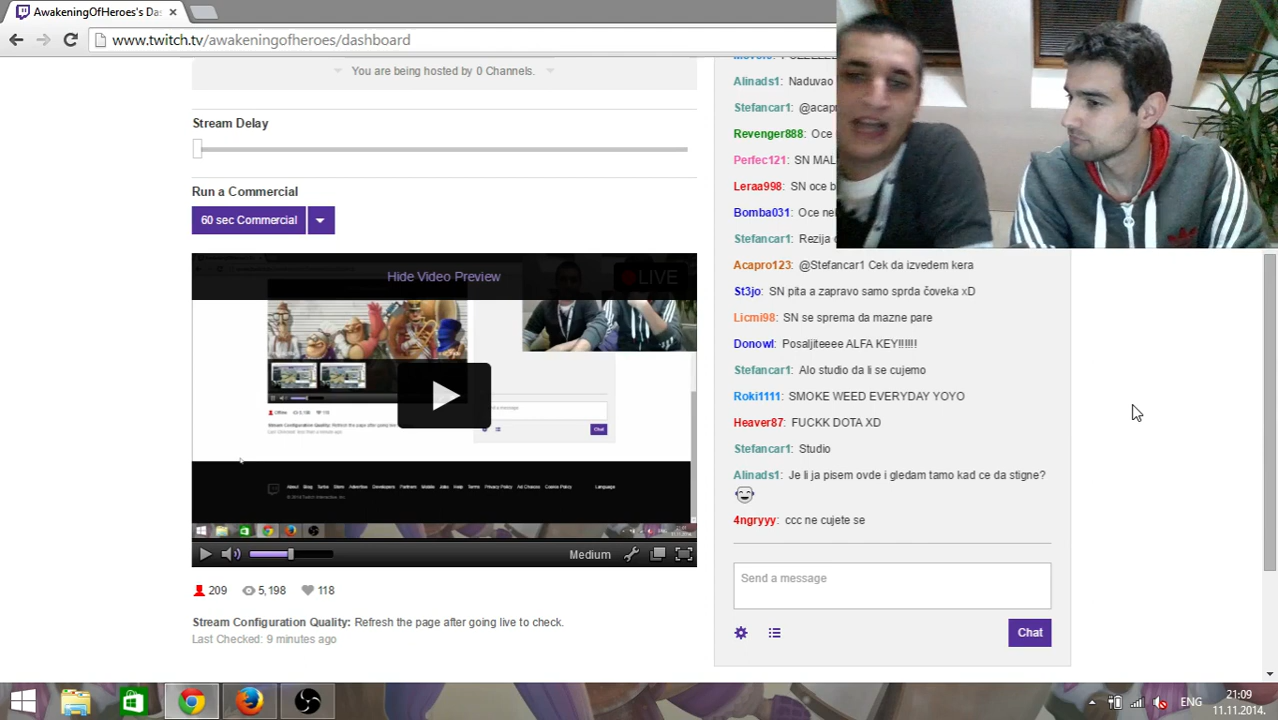 AwakeningOfHeroes's Das
www.twitch.tv/awakeningofheroes/dashboard
You are being hosted by 0 Channels.
Stream Delay
Run a Commercial
60 sec Commercial
Hide Video Preview
LIVE
Medium
209 5,198 118
Stream Configuration Quality: Refresh the page after going live to check.
Last Checked: 9 minutes ago
Alinads1: Naduvao
Stefancar1: @acap
Revenger888: Oce
Perfec121: SN MAL
Leraa998: SN oce b
Bomba031: Oce ne
Stefancar1: Rezija
Acapro123: @Stefancar1 Cek da izvedem kera
St3jo: SN pita a zapravo samo sprda čoveka xD
Licmi98: SN se sprema da mazne pare
Donowl: Posaljiteeee ALFA KEY!!!!!!
Stefancar1: Alo studio da li se cujemo
Roki1111: SMOKE WEED EVERYDAY YOYO
Heaver87: FUCKK DOTA XD
Stefancar1: Studio
Alinads1: Je li ja pisem ovde i gledam tamo kad ce da stigne?
4ngryyy: ccc ne cujete se
Send a message
Chat
ENG
21:09
11.11.2014.